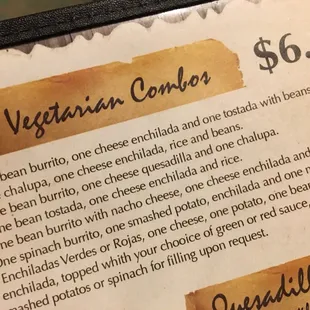 Vegetarian Combos
$6.
bean burrito, one cheese enchilada and one tostada with beans
chalupa, one cheese enchilada, rice and beans.
bean burrito, one cheese quesadilla and one chalupa.
ne bean tostada, one cheese enchilada and rice.
One bean burrito with nacho cheese, one cheese enchilada and
One spinach burrito, one smashed potato, enchilada and one
Enchiladas Verdes or Rojas, one cheese, one potato, one bean
enchilada, topped whith your chooice of green or red sauce,
mashed potatos or spinach for filling upon request.
Quesadill